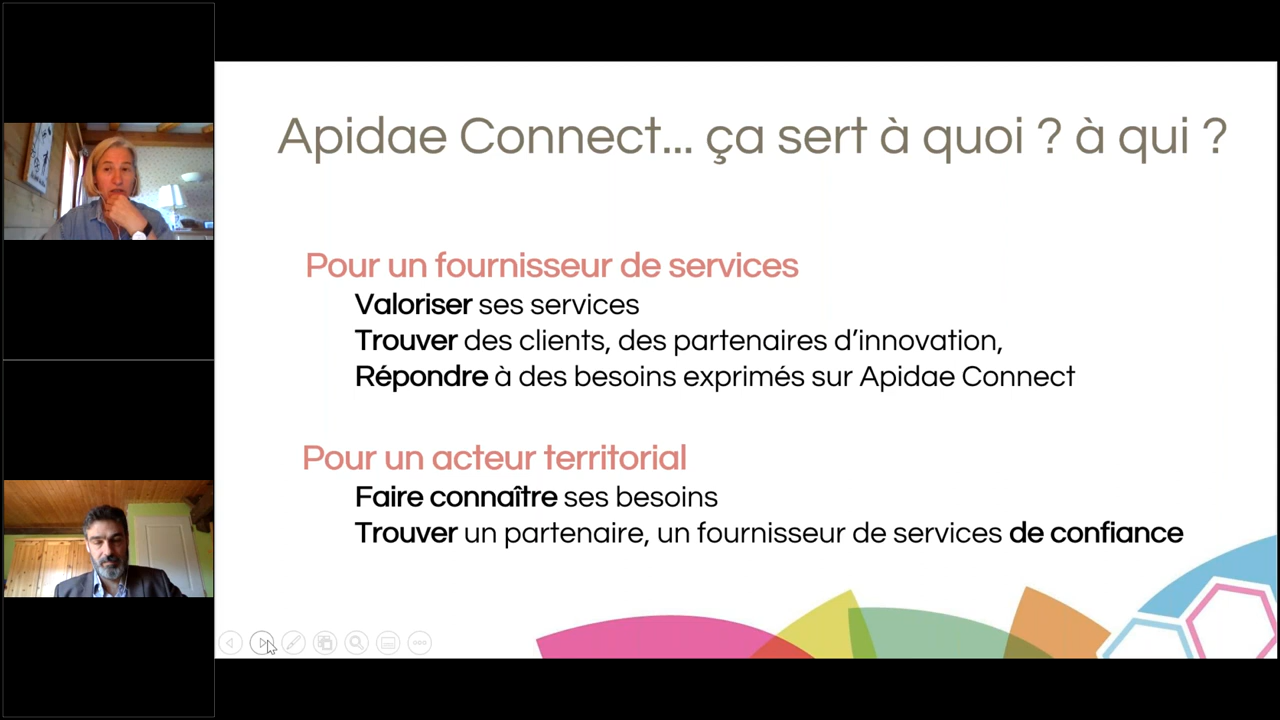 Apidae Connect... ça sert à quoi ? à qui ?
Pour un fournisseur de services
Valoriser ses services
Trouver des clients, des partenaires d’innovation,
Répondre à des besoins exprimés sur Apidae Connect
Pour un acteur territorial
Faire connaître ses besoins
Trouver un partenaire, un fournisseur de services de confiance